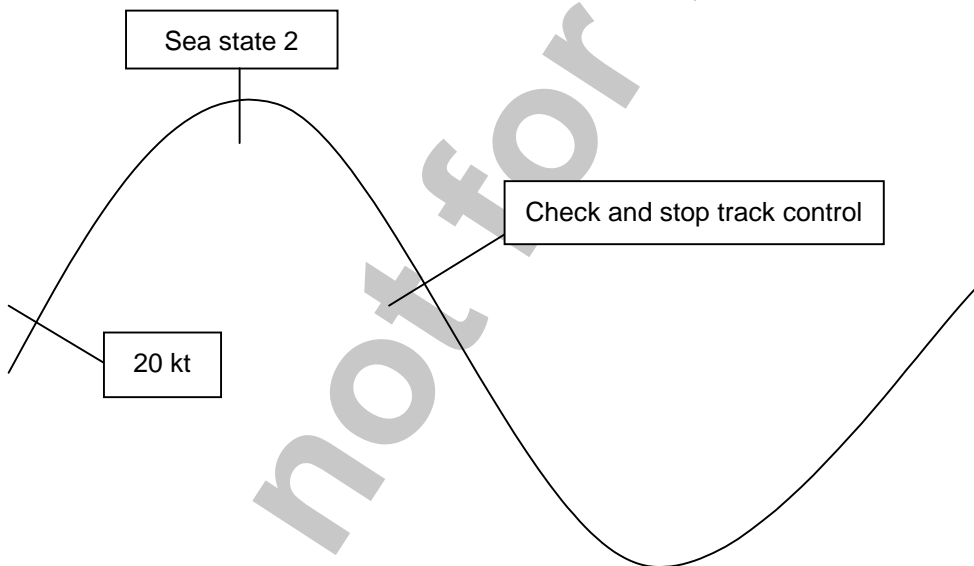 Sea state 2
Check and stop track control
20 kt
not for